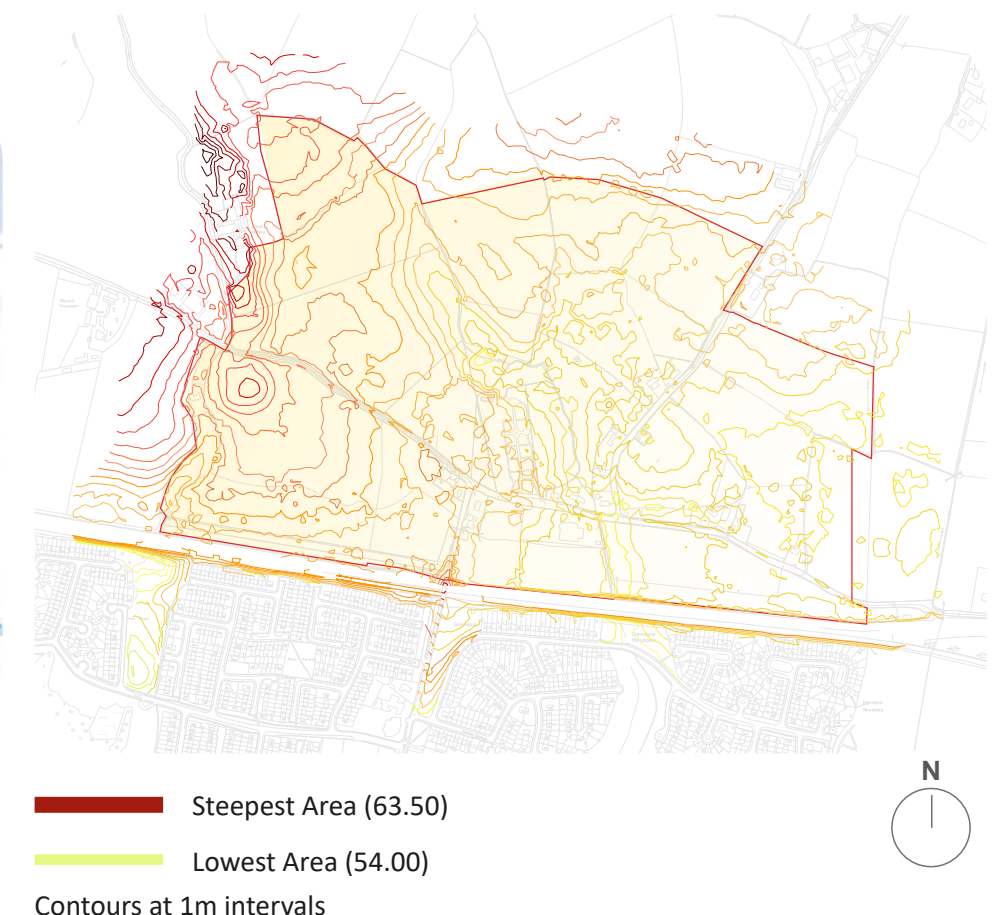 N
Steepest Area (63.50)
Lowest Area (54.00)
Contours at 1m intervals